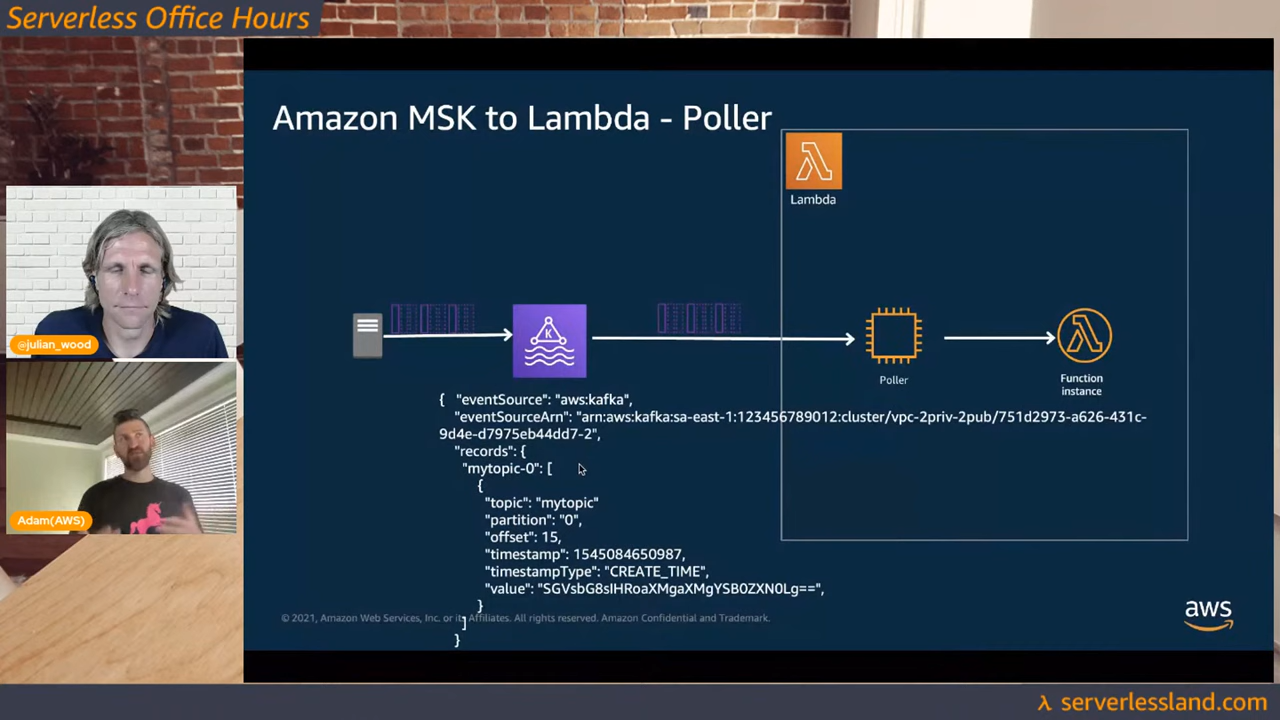 Serverless Office Hours
Amazon MSK to Lambda - Poller
Lambda
K
Poller
Function
instance
{ "eventSource": "aws:kafka",
"eventSourceArn": "arn:aws:kafka:sa-east-1:123456789012:cluster/vpc-2priv-2pub/751d2973-a626-431c-
9d4e-d7975eb44dd7-2",
"records": {
"mytopic-0": [
{
"topic": "mytopic"
"partition": "0",
"offset": 15,
"timestamp": 1545084650987,
"timestampType": "CREATE_TIME",
"value": "SGVsbG8sIHRoaXMgaXMgYSB0ZXN0Lg==",
}
]
}
© 2021, Amazon Web Services, Inc. or its Affiliates. All rights reserved. Amazon Confidential and Trademark.
aws
@julian_wood
Adam(AWS)
λ serverlessland.com